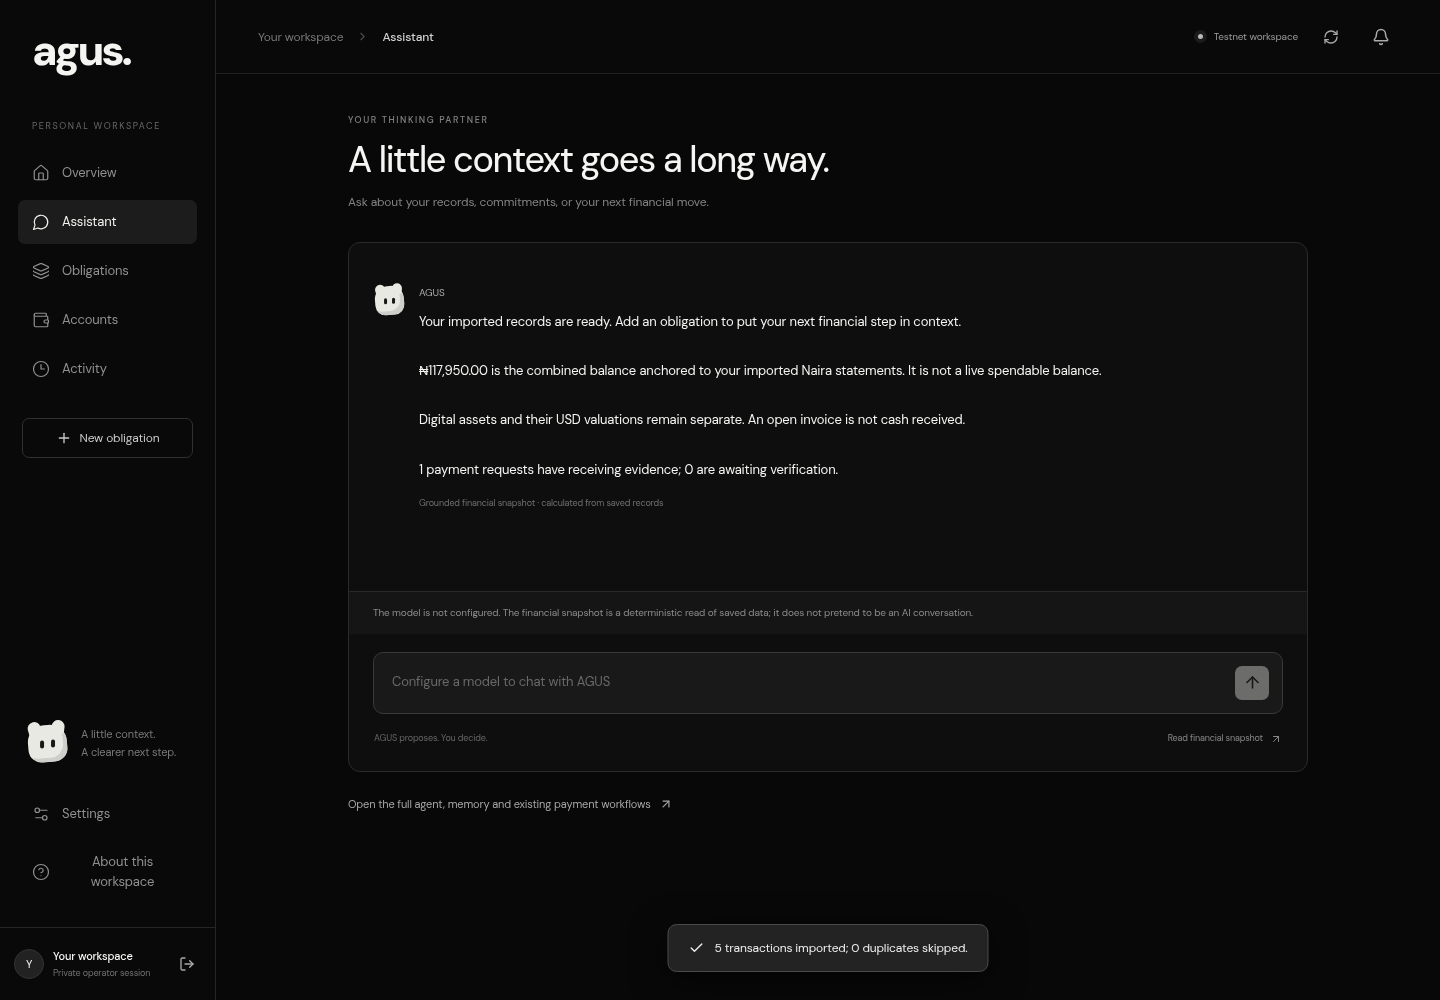 agus.
Your workspace
Assistant
Testnet workspace
PERSONAL WORKSPACE
Overview
Assistant
Obligations
Accounts
Activity
New obligation
YOUR THINKING PARTNER
A little context goes a long way.
Ask about your records, commitments, or your next financial move.
AGUS
Your imported records are ready. Add an obligation to put your next financial step in context.
₦117,950.00 is the combined balance anchored to your imported Naira statements. It is not a live spendable balance.
Digital assets and their USD valuations remain separate. An open invoice is not cash received.
1 payment requests have receiving evidence; 0 are awaiting verification.
Grounded financial snapshot · calculated from saved records
The model is not configured. The financial snapshot is a deterministic read of saved data; it does not pretend to be an AI conversation.
Configure a model to chat with AGUS
AGUS proposes. You decide.
Read financial snapshot
Open the full agent, memory and existing payment workflows
A little context.
A clearer next step.
Settings
About this
workspace
Y
Your workspace
Private operator session
5 transactions imported; 0 duplicates skipped.